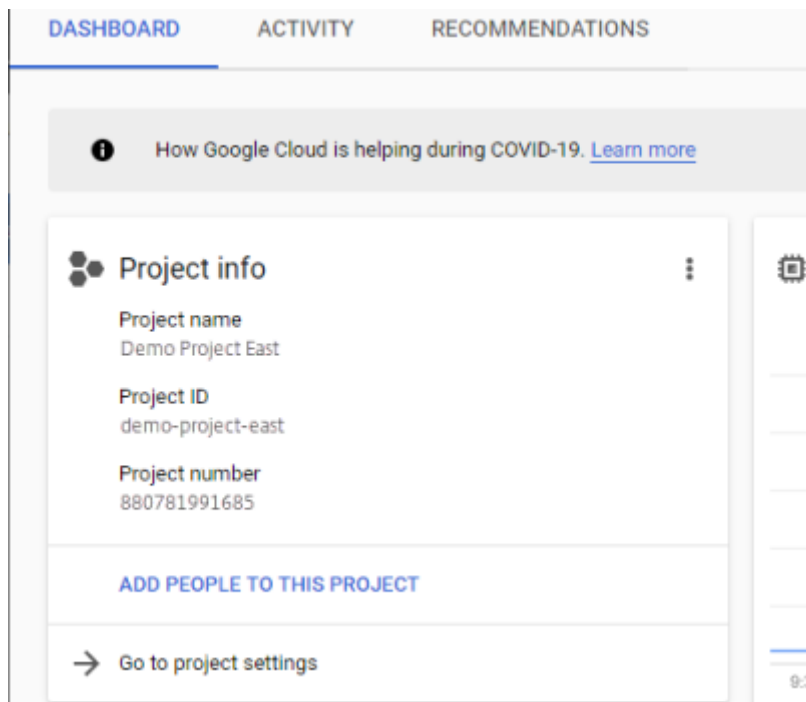 DASHBOARD ACTIVITY RECOMMENDATIONS
How Google Cloud is helping during COVID-19. Learn more
Project info
Project name
Demo Project East
Project ID
demo-project-east
Project number
880781991685
ADD PEOPLE TO THIS PROJECT
Go to project settings